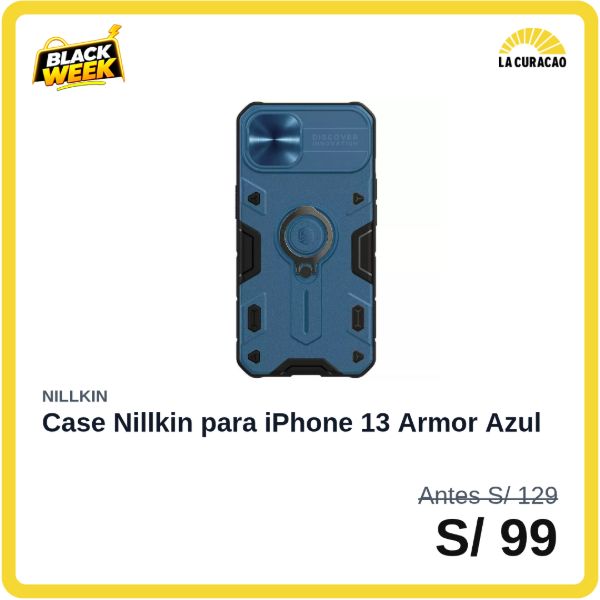 BLACK
WEEK
LA CURACAO
DISCOVER
INNOVATION
NILLKIN
Case Nillkin para iPhone 13 Armor Azul
Antes S/ 129
S/ 99